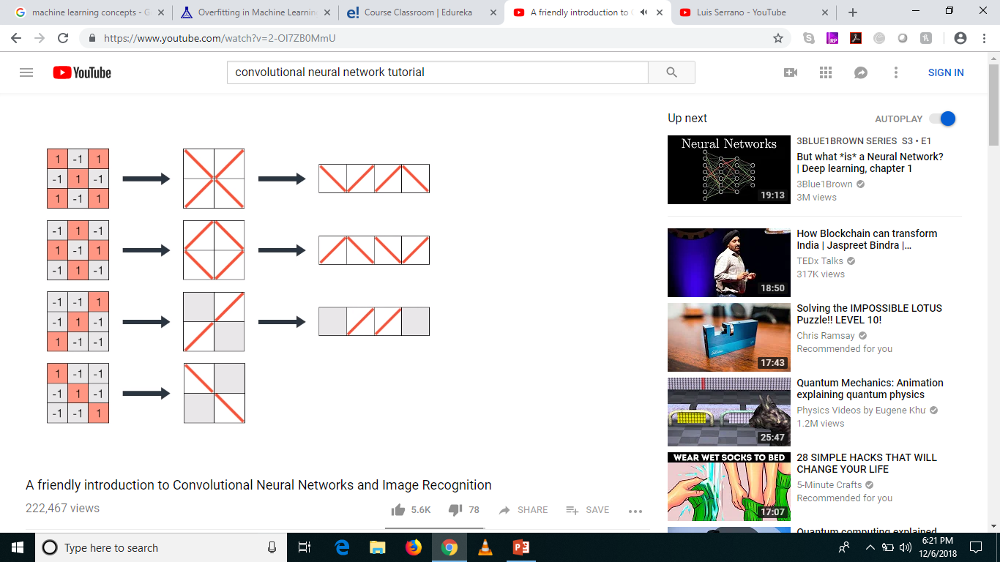 machine learning concepts - G
Overfitting in Machine Learnin
Course Classroom | Edureka
A friendly introduction to C
Luis Serrano - YouTube
https://www.youtube.com/watch?v=2-OI7ZB0MmU
YouTube
convolutional neural network tutorial
SIGN IN
1 -1 1
-1 1 -1
1 -1 1
-1 1 -1
1 -1 1
-1 1 -1
-1 -1 1
-1 1 -1
1 -1 -1
1 -1 -1
-1 1 -1
-1 -1 1
A friendly introduction to Convolutional Neural Networks and Image Recognition
222,467 views
5.6K
78
SHARE
SAVE
Up next
AUTOPLAY
Neural Networks
19:13
3BLUE1BROWN SERIES S3 • E1
But what *is* a Neural Network?
| Deep learning, chapter 1
3Blue1Brown
3M views
18:50
How Blockchain can transform
India | Jaspreet Bindra |...
TEDx Talks
317K views
17:43
Solving the IMPOSSIBLE LOTUS
Puzzle!! LEVEL 10!
Chris Ramsay
Recommended for you
25:47
Quantum Mechanics: Animation
explaining quantum physics
Physics Videos by Eugene Khu
1.2M views
WEAR WET SOCKS TO BED
17:07
28 SIMPLE HACKS THAT WILL
CHANGE YOUR LIFE
5-Minute Crafts
Recommended for you
Quantum computing explained
Type here to search
6:21 PM
12/6/2018